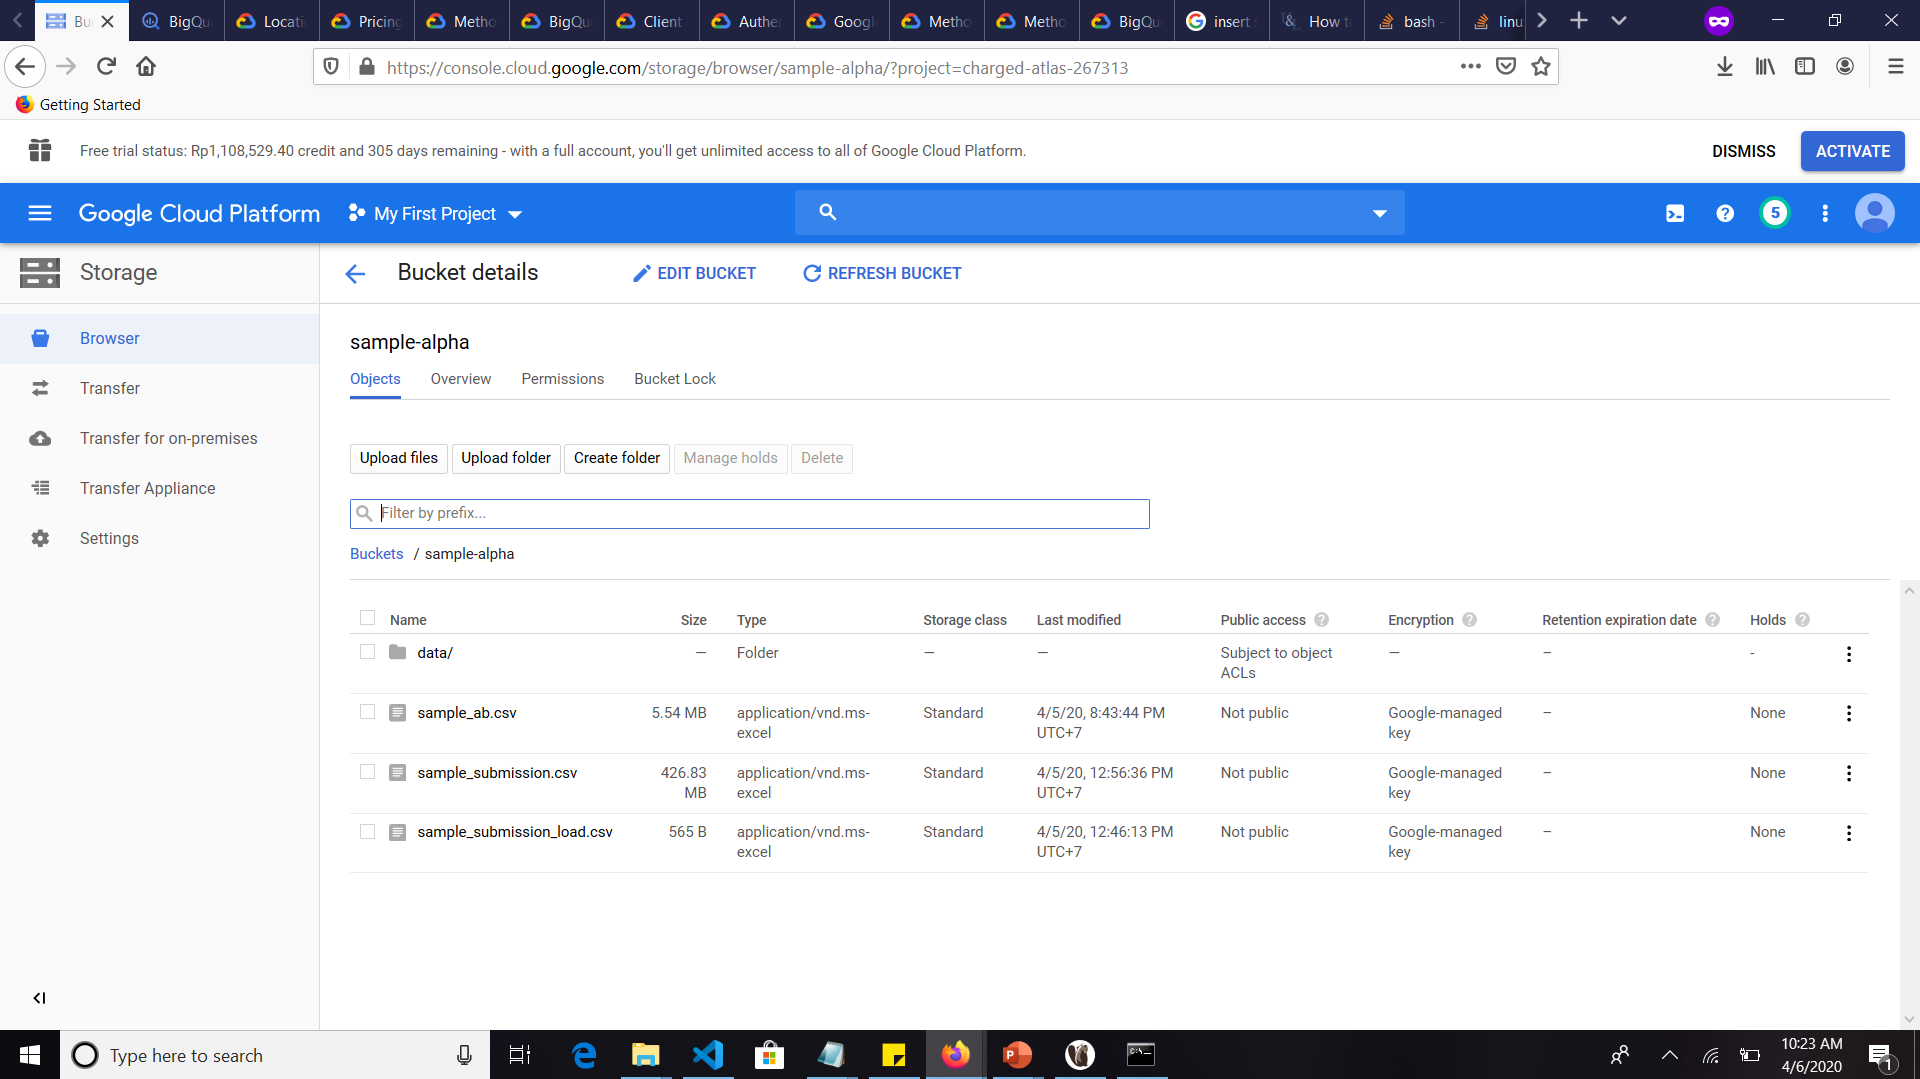 Bu
BigQu
Locati
Pricing
Metho
BigQu
Client
Authen
Googl
Metho
Metho
BigQu
insert s
How to
bash -
linu
https://console.cloud.google.com/storage/browser/sample-alpha/?project=charged-atlas-267313
Getting Started
Free trial status: Rp1,108,529.40 credit and 305 days remaining - with a full account, you'll get unlimited access to all of Google Cloud Platform.
DISMISS
ACTIVATE
Google Cloud Platform
My First Project
5
Storage
Bucket details
EDIT BUCKET
REFRESH BUCKET
Browser
Transfer
Transfer for on-premises
Transfer Appliance
Settings
sample-alpha
Objects Overview Permissions Bucket Lock
Upload files Upload folder Create folder Manage holds Delete
Filter by prefix...
Buckets / sample-alpha
Name Size Type Storage class Last modified Public access Encryption Retention expiration date Holds
data/ — Folder — — Subject to object — – -
ACLs
sample_ab.csv 5.54 MB application/vnd.ms- Standard 4/5/20, 8:43:44 PM Not public Google-managed – None
excel UTC+7 key
sample_submission.csv 426.83 application/vnd.ms- Standard 4/5/20, 12:56:36 PM Not public Google-managed – None
MB excel UTC+7 key
sample_submission_load.csv 565 B application/vnd.ms- Standard 4/5/20, 12:46:13 PM Not public Google-managed – None
excel UTC+7 key
Type here to search
10:23 AM
4/6/2020
1